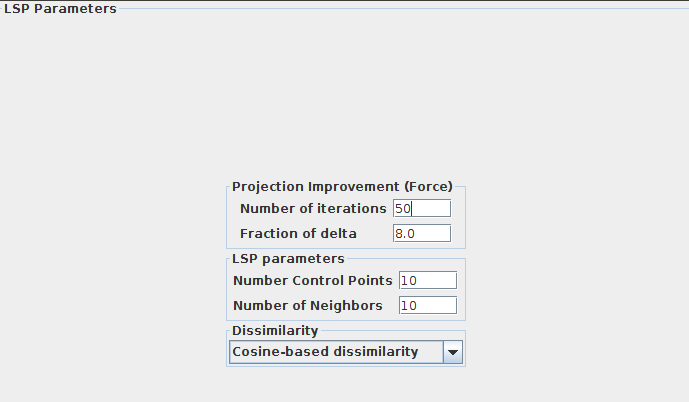 LSP Parameters
Projection Improvement (Force)
Number of iterations 50
Fraction of delta 8.0
LSP parameters
Number Control Points 10
Number of Neighbors 10
Dissimilarity
Cosine-based dissimilarity